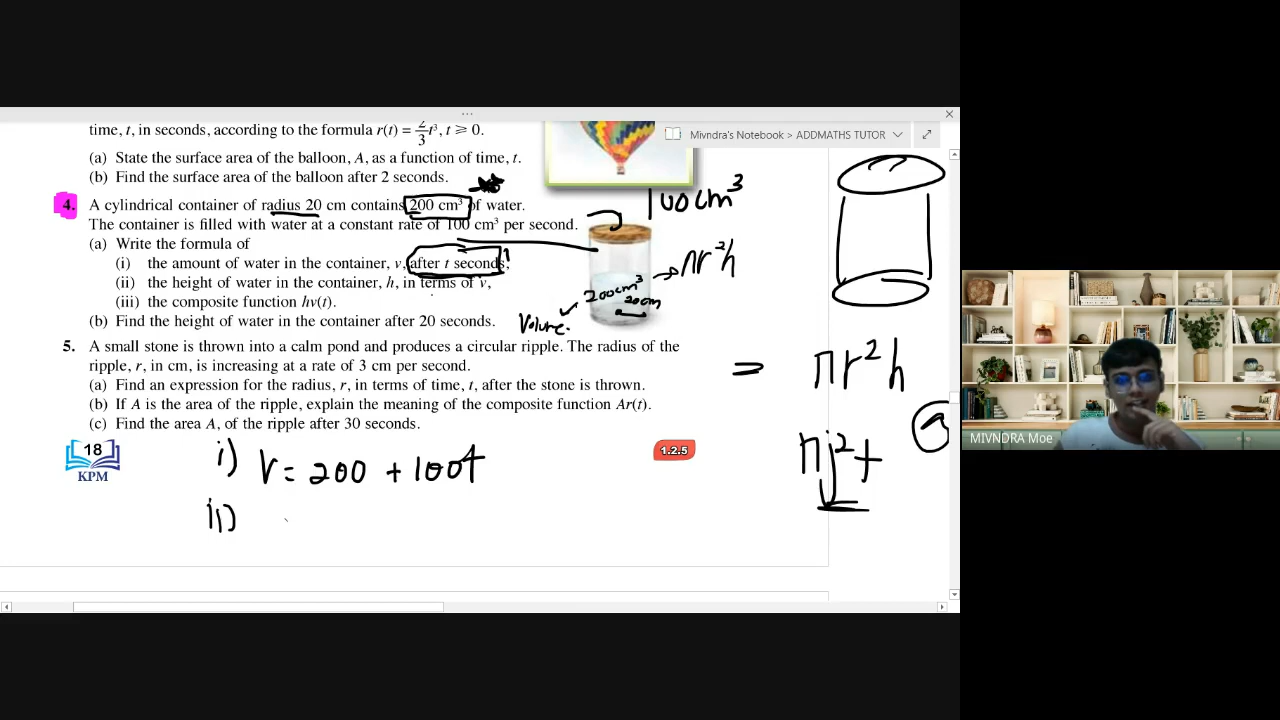 time, t, in seconds, according to the formula r(t) = 2/3 t³, t ⩾ 0.
(a) State the surface area of the balloon, A, as a function of time, t.
(b) Find the surface area of the balloon after 2 seconds.
Mivndra's Notebook > ADDMATHS TUTOR
4. A cylindrical container of radius 20 cm contains 200 cm³ of water.
The container is filled with water at a constant rate of 100 cm³ per second.
(a) Write the formula of
(i) the amount of water in the container, v, after t seconds,
(ii) the height of water in the container, h, in terms of v,
(iii) the composite function hv(t).
(b) Find the height of water in the container after 20 seconds.
100 cm³
πr²h
200cm³
20cm
Volume.
5. A small stone is thrown into a calm pond and produces a circular ripple. The radius of the
ripple, r, in cm, is increasing at a rate of 3 cm per second.
(a) Find an expression for the radius, r, in terms of time, t, after the stone is thrown.
(b) If A is the area of the ripple, explain the meaning of the composite function Ar(t).
(c) Find the area A, of the ripple after 30 seconds.
= πr²h
18
KPM
1.2.5
i) V = 200 + 100t
ii)
MIVNDRA Moe